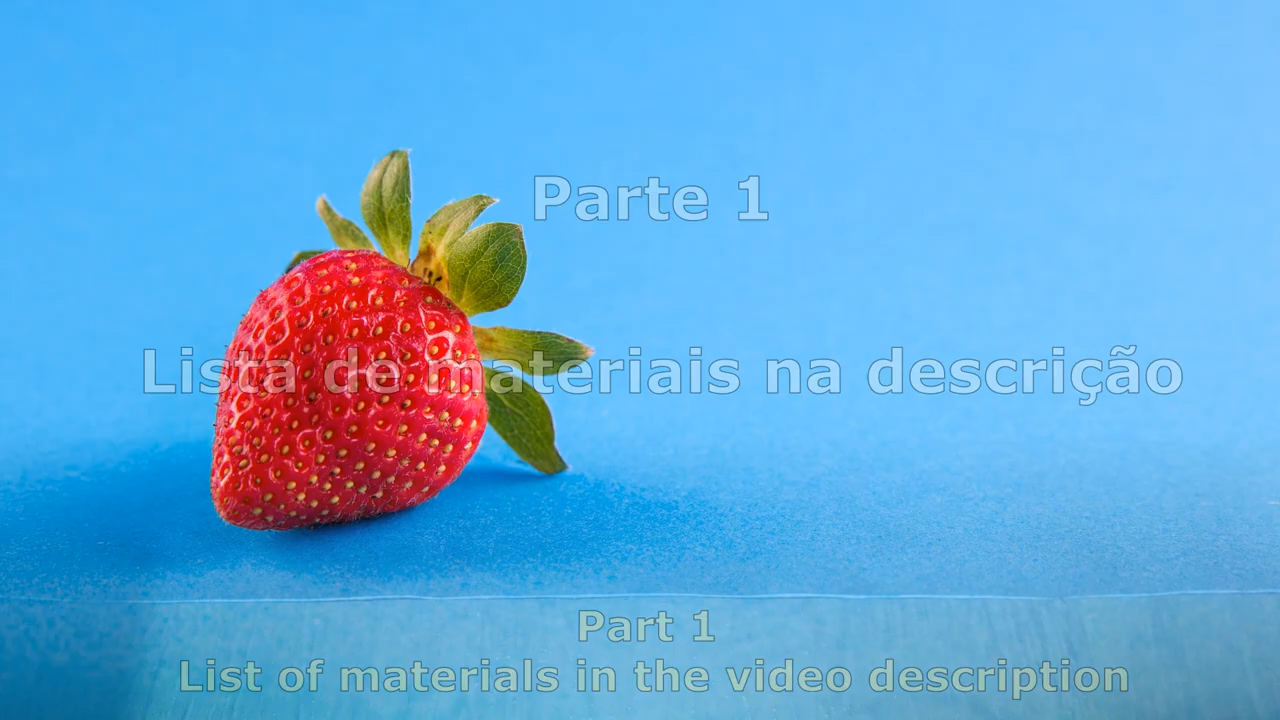 Parte 1
Lista de materiais na descrição
Part 1
List of materials in the video description